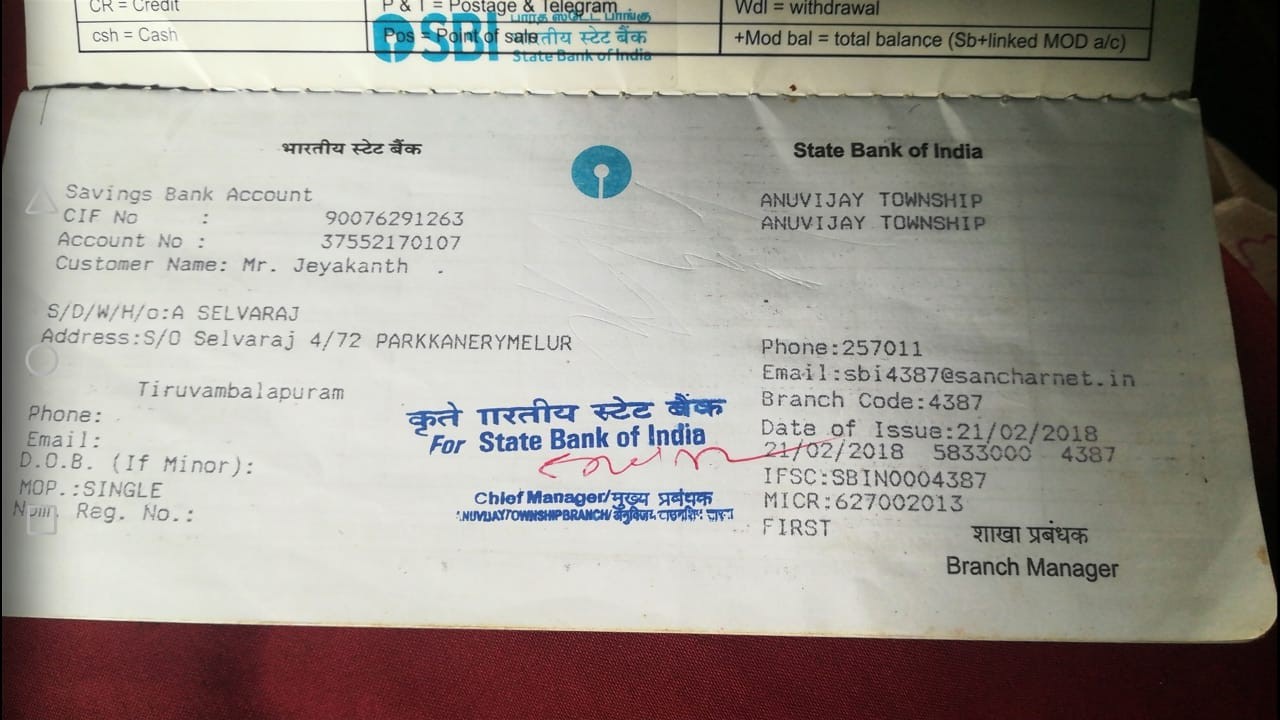 CR = Credit
P & T = Postage & Telegram
Wdl = withdrawal
csh = Cash
Pos = Point of sale
+Mod bal = total balance (Sb+linked MOD a/c)
SBI
பாரத ஸ்டேட் பாங்கு
भारतीय स्टेट बैंक
State Bank of India
भारतीय स्टेट बैंक
State Bank of India
Savings Bank Account
CIF No : 90076291263
Account No : 37552170107
Customer Name: Mr. Jeyakanth .
S/D/W/H/o:A SELVARAJ
Address:S/O Selvaraj 4/72 PARKKANERYMELUR
Tiruvambalapuram
Phone:
Email:
D.O.B. (If Minor):
MOP.:SINGLE
Nom. Reg. No.:
ANUVIJAY TOWNSHIP
ANUVIJAY TOWNSHIP
Phone:257011
Email:sbi4387@sancharnet.in
Branch Code:4387
Date of Issue:21/02/2018
21/02/2018 5833000 4387
IFSC:SBIN0004387
MICR:627002013
FIRST
शाखा प्रबंधक
Branch Manager
कृते भारतीय स्टेट बैंक
For State Bank of India
Chief Manager/मुख्य प्रबंधक
ANUVIJAY TOWNSHIP BRANCH/